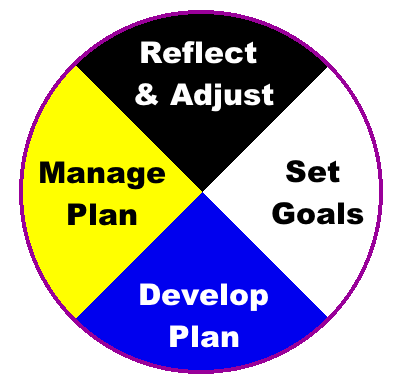 Reflect
& Adjust
Set
Goals
Develop
Plan
Manage
Plan